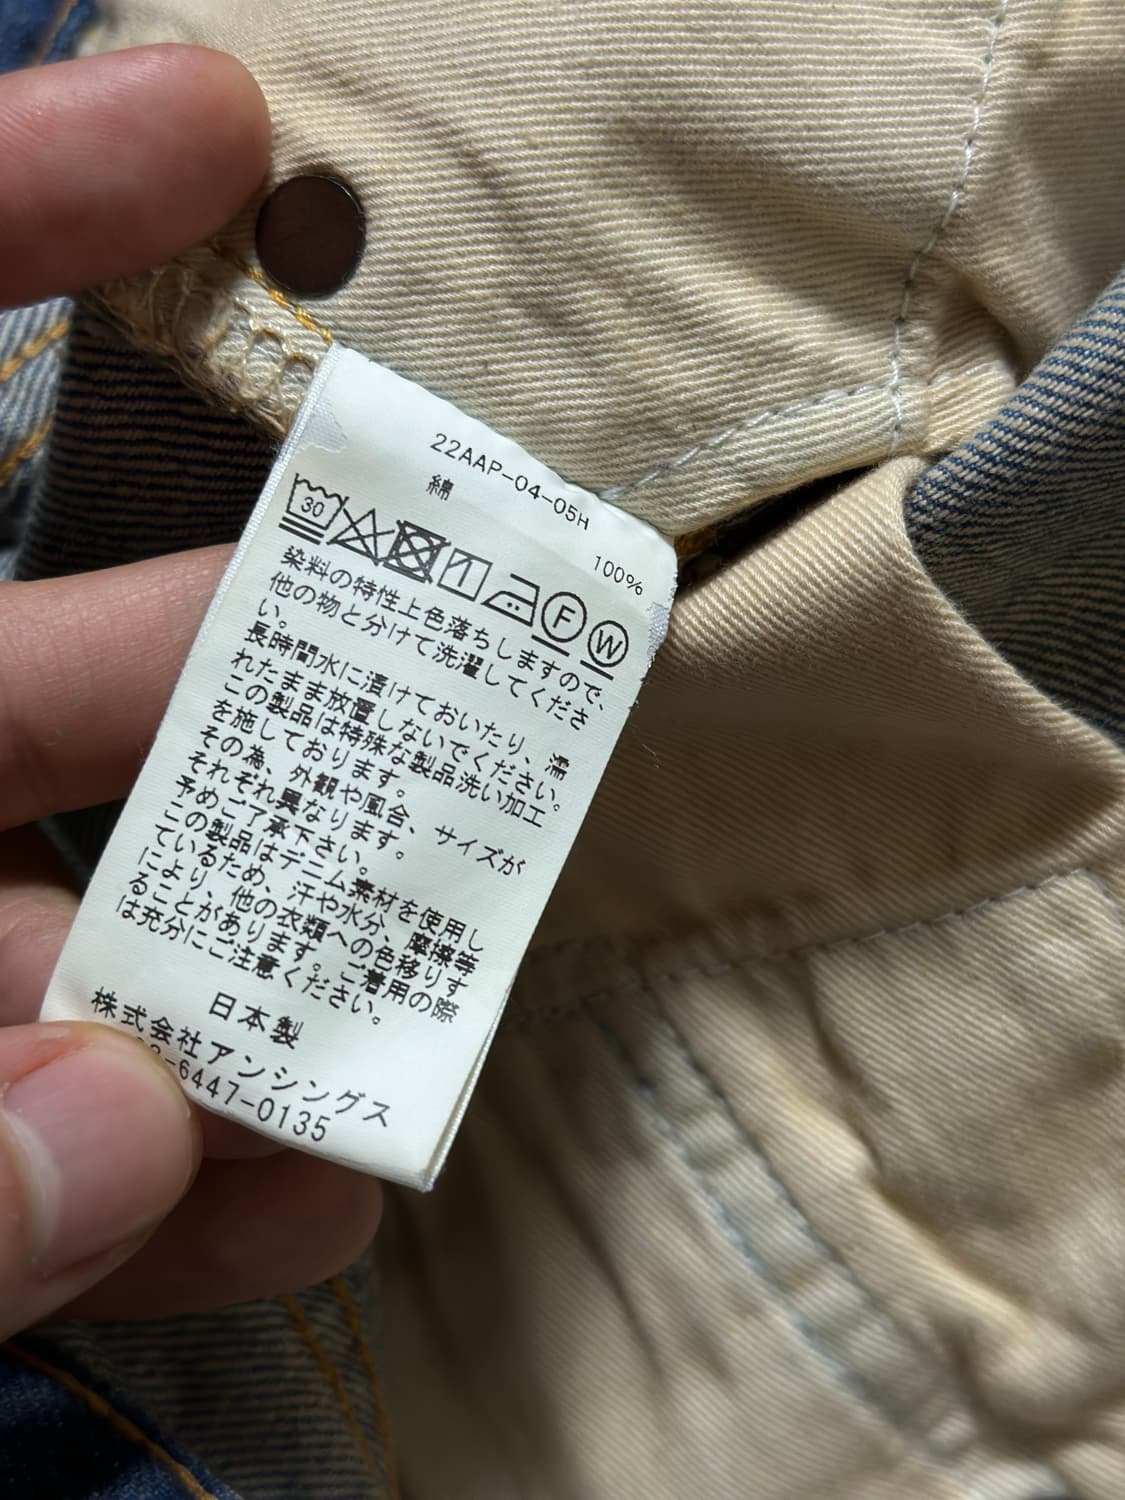 22AAP-04-05H
綿 100%
30 F W
染料の特性上色落ちしますので、
他の物と分けて洗濯してくださ
い。
長時間水に漬けておいたり、濡
れたまま放置しないでください。
この製品は特殊な製品洗い加工
を施しております。
その為、外観や風合、サイズが
それぞれ異なります。
予めご了承下さい。
この製品はデニム素材を使用し
ているため、汗や水分、摩擦等
により、他の衣類への色移りす
ることがあります。ご着用の際
は充分にご注意ください。
日本製
株式会社アンシングス
-6447-0135